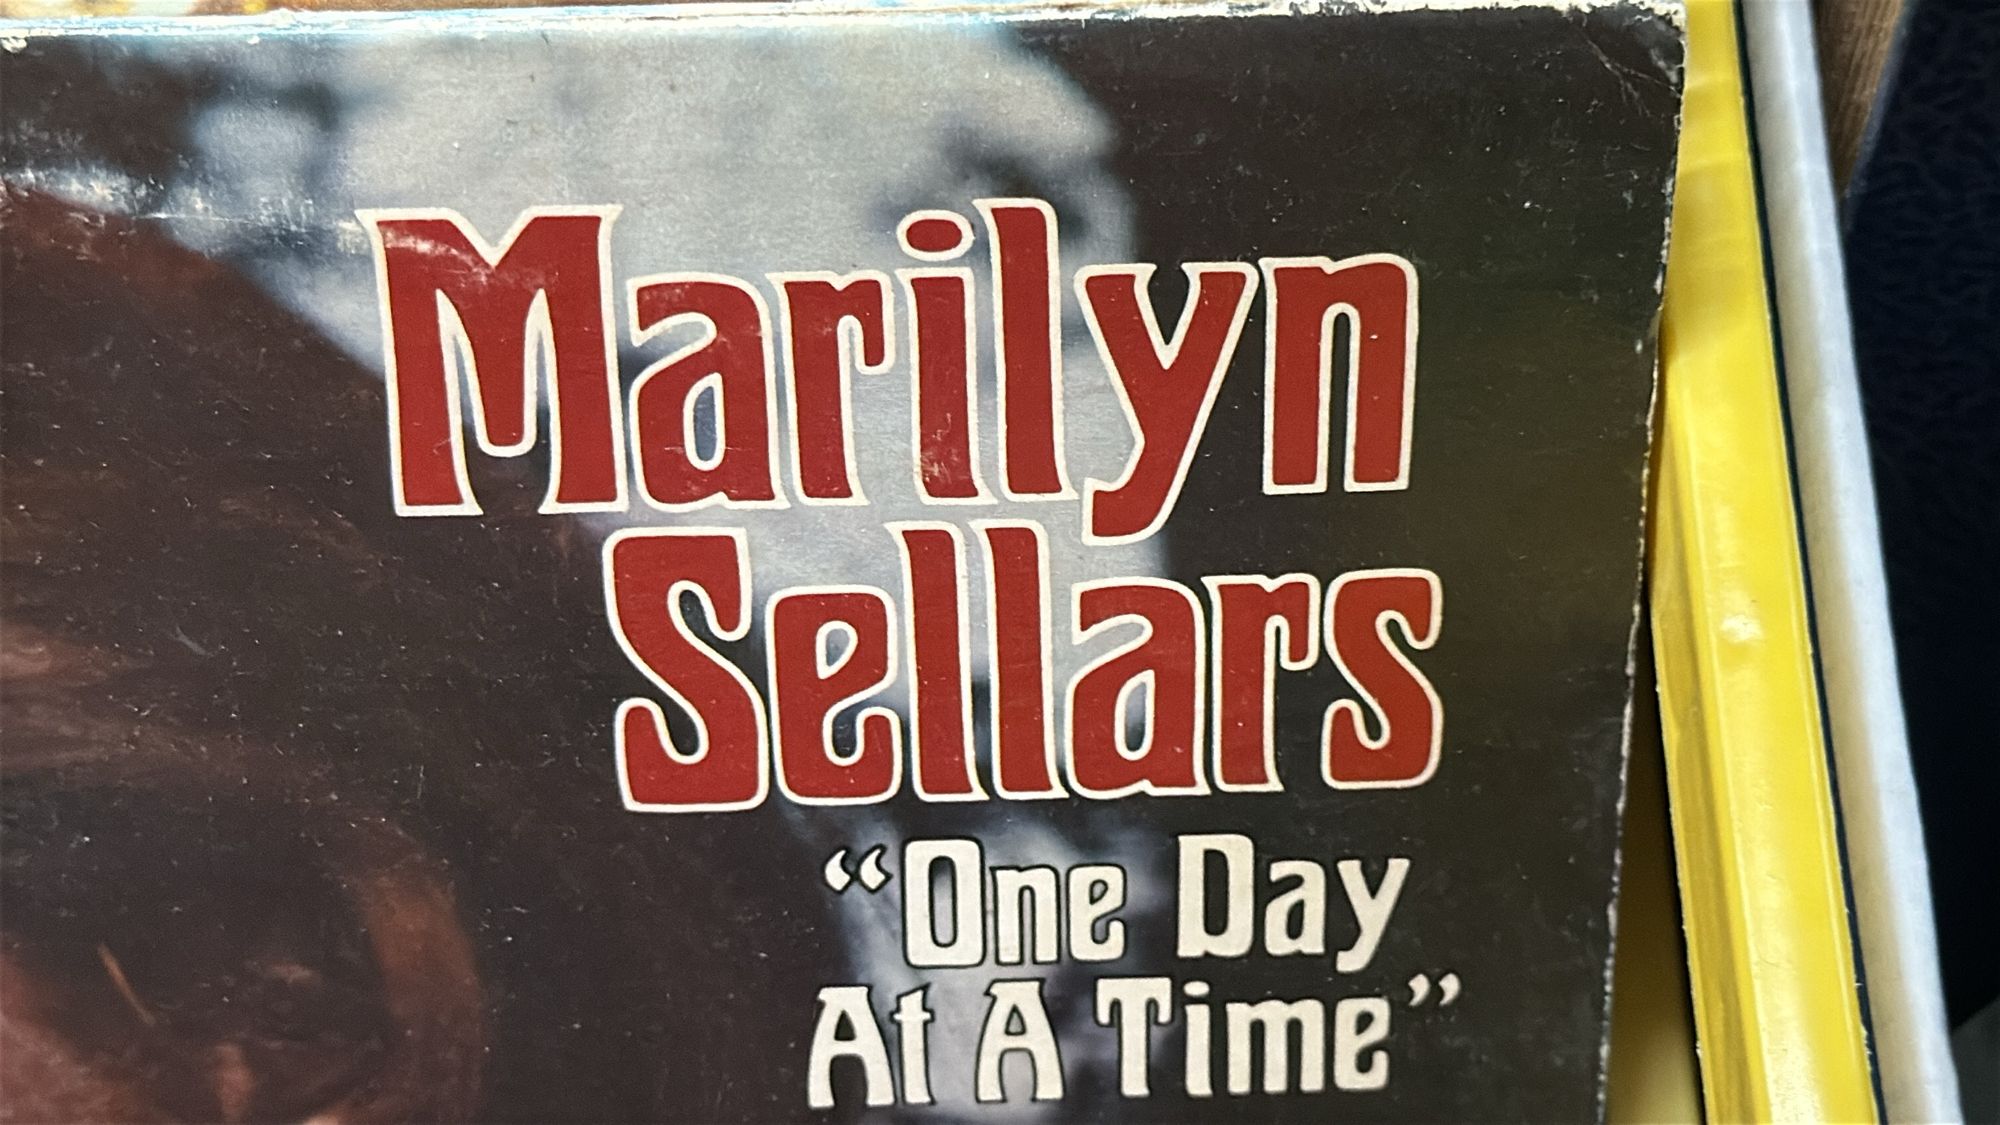 Marilyn
Sellars
“One Day
At A Time”